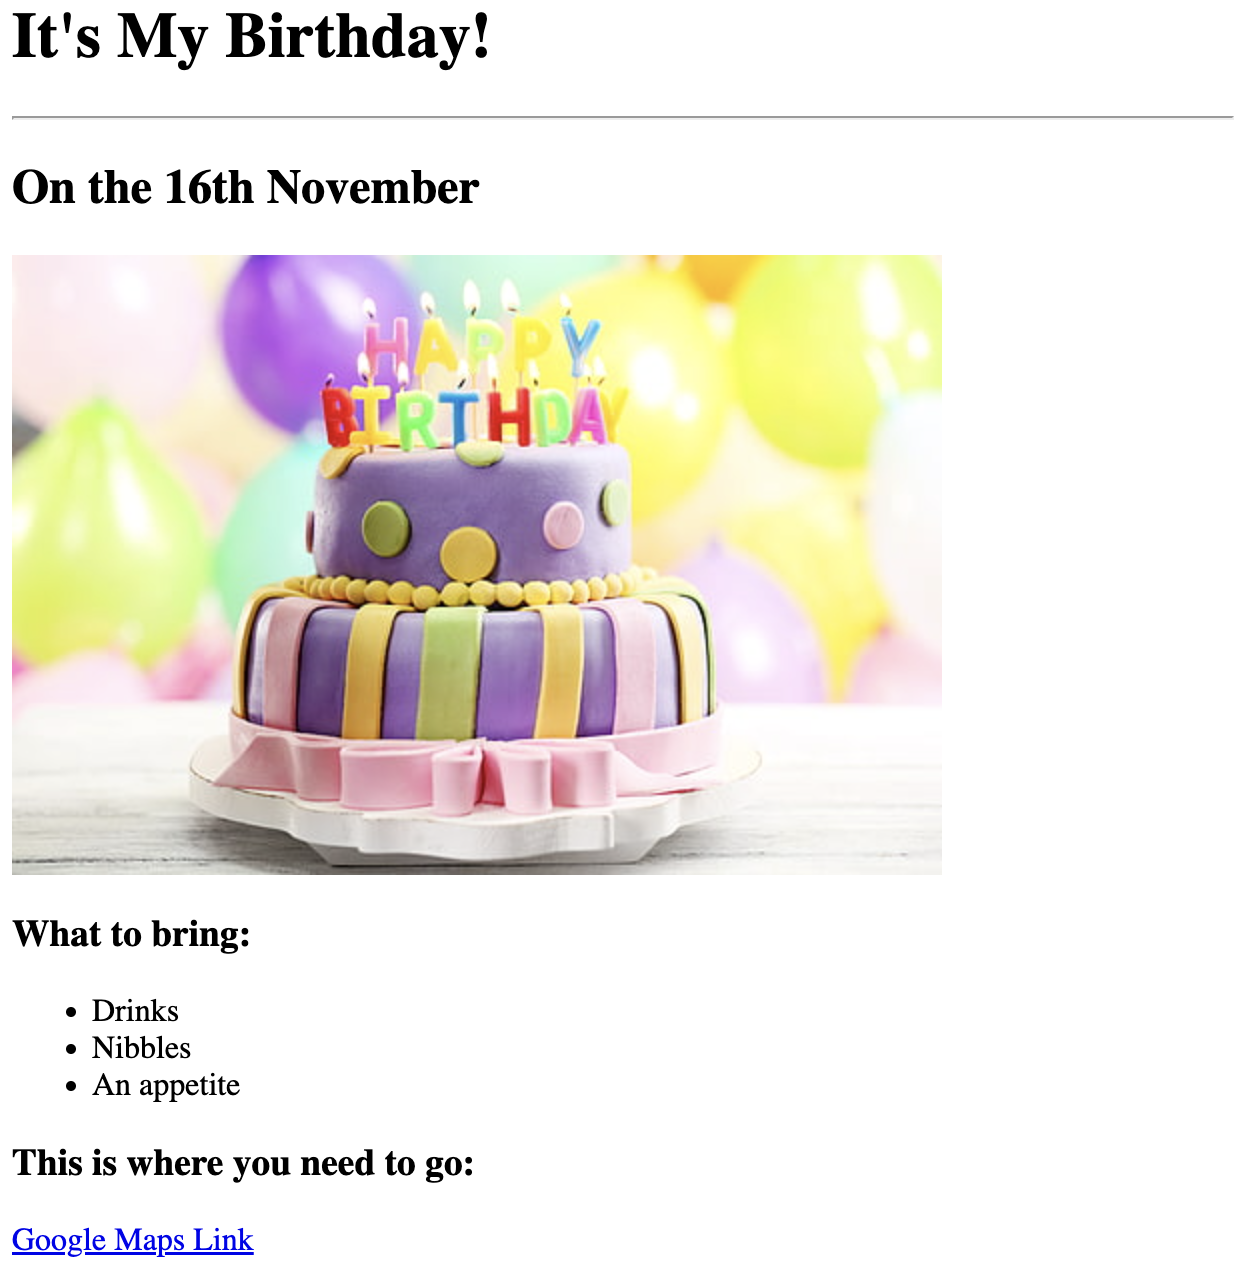 It's My Birthday!
On the 16th November
HAPPY
BIRTHDAY
What to bring:
Drinks
Nibbles
An appetite
This is where you need to go:
Google Maps Link